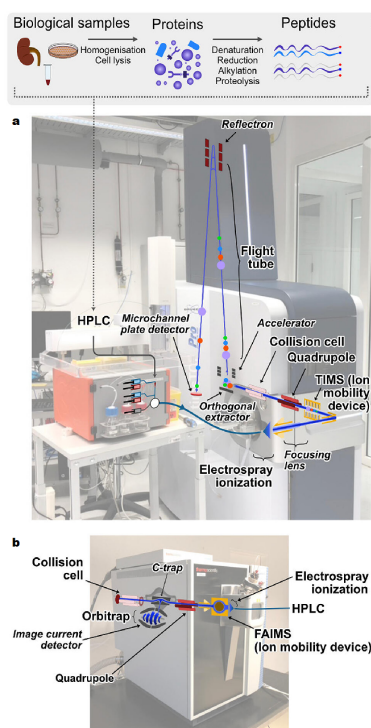 Biological samples
Proteins
Peptides
Homogenisation
Cell lysis
Denaturation
Reduction
Alkylation
Proteolysis
a
Reflectron
Flight
tube
HPLC
Microchannel
plate detector
Accelerator
Collision cell
Quadrupole
TIMS (Ion
mobility
device)
Orthogonal
extractor
Electrospray
ionization
Focusing
lens
b
Collision
cell
C-trap
Electrospray
ionization
Orbitrap
HPLC
Image current
detector
FAIMS
(Ion mobility device)
Quadrupole